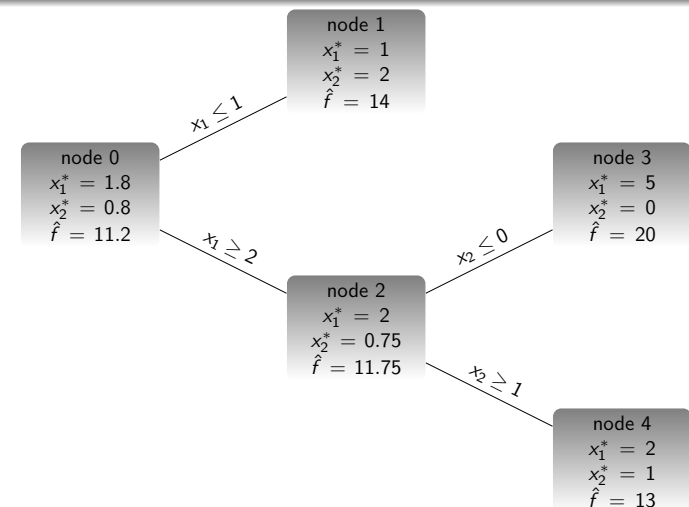 node 1
x₁* = 1
x₂* = 2
f̂ = 14
x₁ ≤ 1
node 0
x₁* = 1.8
x₂* = 0.8
f̂ = 11.2
node 3
x₁* = 5
x₂* = 0
f̂ = 20
x₁ ≥ 2
x₂ ≤ 0
node 2
x₁* = 2
x₂* = 0.75
f̂ = 11.75
x₂ ≥ 1
node 4
x₁* = 2
x₂* = 1
f̂ = 13